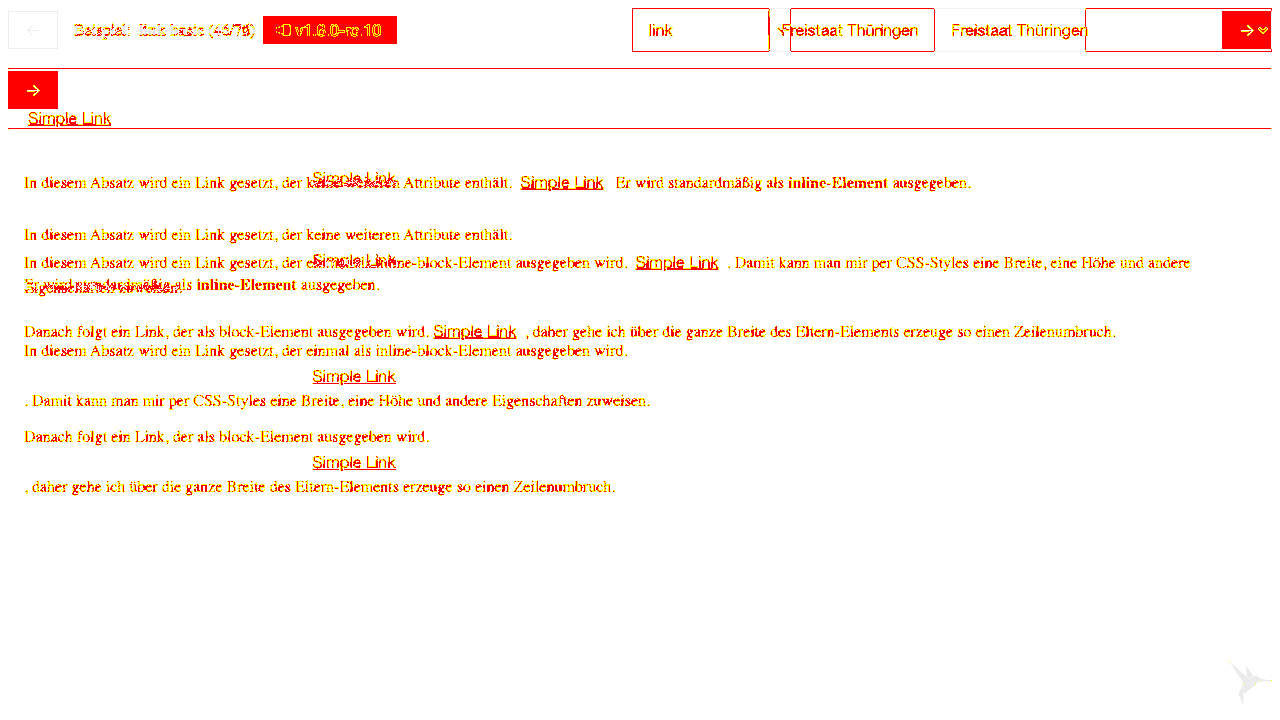 Beispiel: link basic (46/76) v1.6.0-rc.10 link Freistaat Thüringen Freistaat Thüringen
Simple Link
Simple Link
In diesem Absatz wird ein Link gesetzt, der keine weiteren Attribute enthält. Simple Link Er wird standardmäßig als inline-Element ausgegeben.
In diesem Absatz wird ein Link gesetzt, der keine weiteren Attribute enthält.
Simple Link
In diesem Absatz wird ein Link gesetzt, der einmal als inline-block-Element ausgegeben wird. Simple Link . Damit kann man mir per CSS-Styles eine Breite, eine Höhe und andere
Er wird standardmäßig als inline-Element ausgegeben.
Eigenschaften zuweisen.
Danach folgt ein Link, der als block-Element ausgegeben wird. Simple Link , daher gehe ich über die ganze Breite des Eltern-Elements erzeuge so einen Zeilenumbruch.
In diesem Absatz wird ein Link gesetzt, der einmal als inline-block-Element ausgegeben wird.
Simple Link
. Damit kann man mir per CSS-Styles eine Breite, eine Höhe und andere Eigenschaften zuweisen.
Danach folgt ein Link, der als block-Element ausgegeben wird.
Simple Link
, daher gehe ich über die ganze Breite des Eltern-Elements erzeuge so einen Zeilenumbruch.